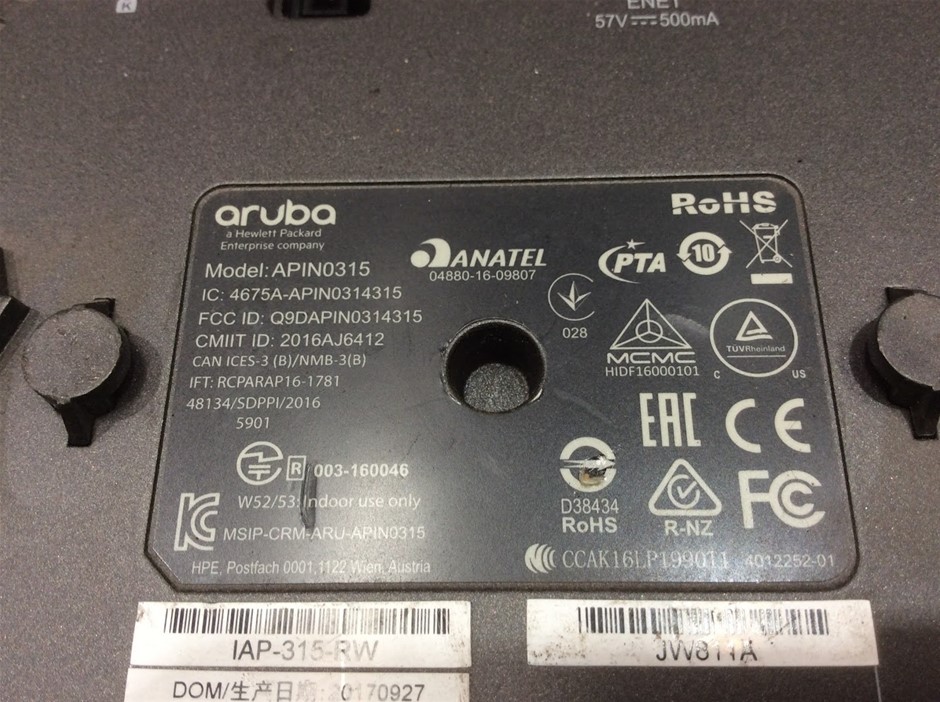 K
ENET
57V 500mA
aruba
a Hewlett Packard
Enterprise company
Model: APIN0315
IC: 4675A-APIN0314315
FCC ID: Q9DAPIN0314315
CMIIT ID: 2016AJ6412
CAN ICES-3 (B)/NMB-3(B)
IFT: RCPARAP16-1781
48134/SDPPI/2016
5901
R 003-160046
W52/53: Indoor use only
KC
MSIP-CRM-ARU-APIN0315
HPE, Postfach 0001,1122 Wien, Austria
ANATEL
04880-16-09807
PTA
10
RoHS
028
MCMC
HIDF16000101
TÜVRheinland
C US
EAC
CE
D38434
RoHS
R-NZ
FC
CCAK16LP199011
4012252-01
IAP-315-RW
DOM/生产日期: 20170927
JW811A